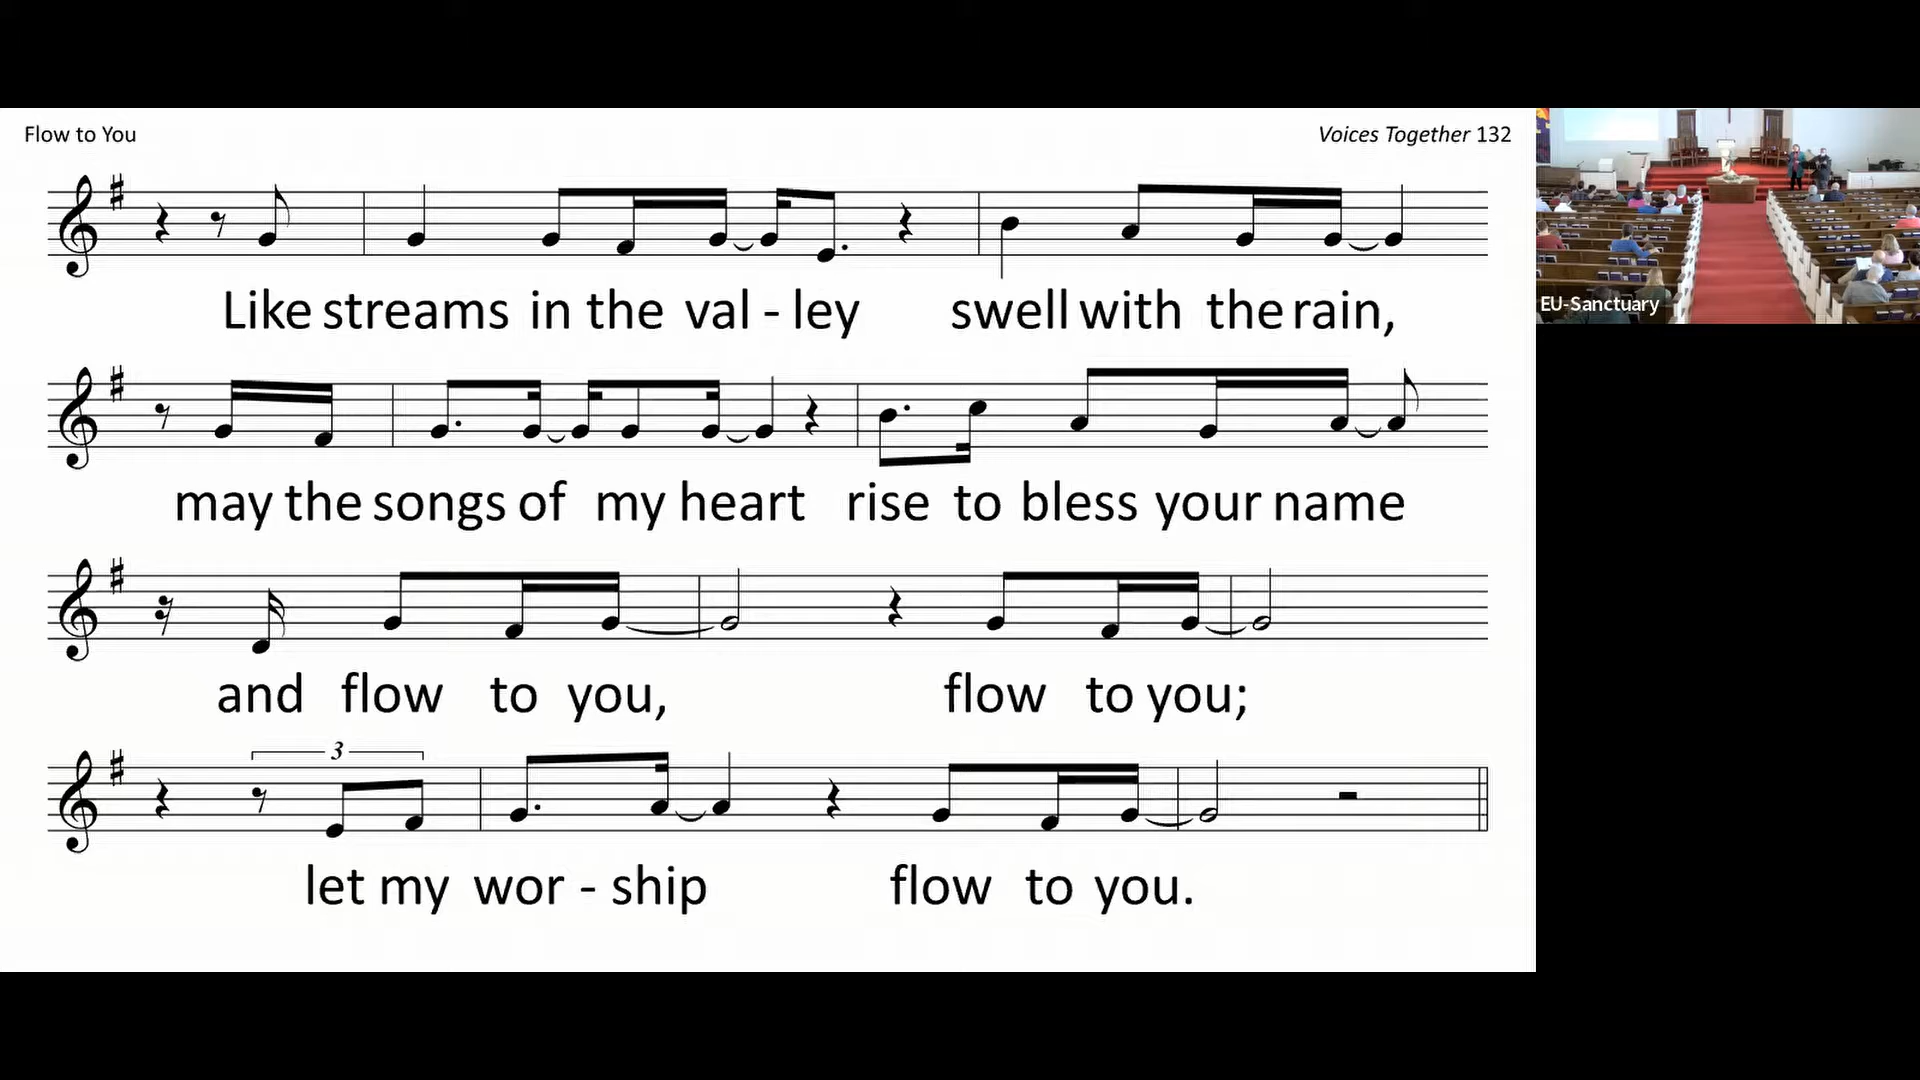 Flow to You
Voices Together 132
Like streams in the val - ley swell with the rain,
may the songs of my heart rise to bless your name
and flow to you, flow to you;
3
let my wor - ship flow to you.
EU-Sanctuary